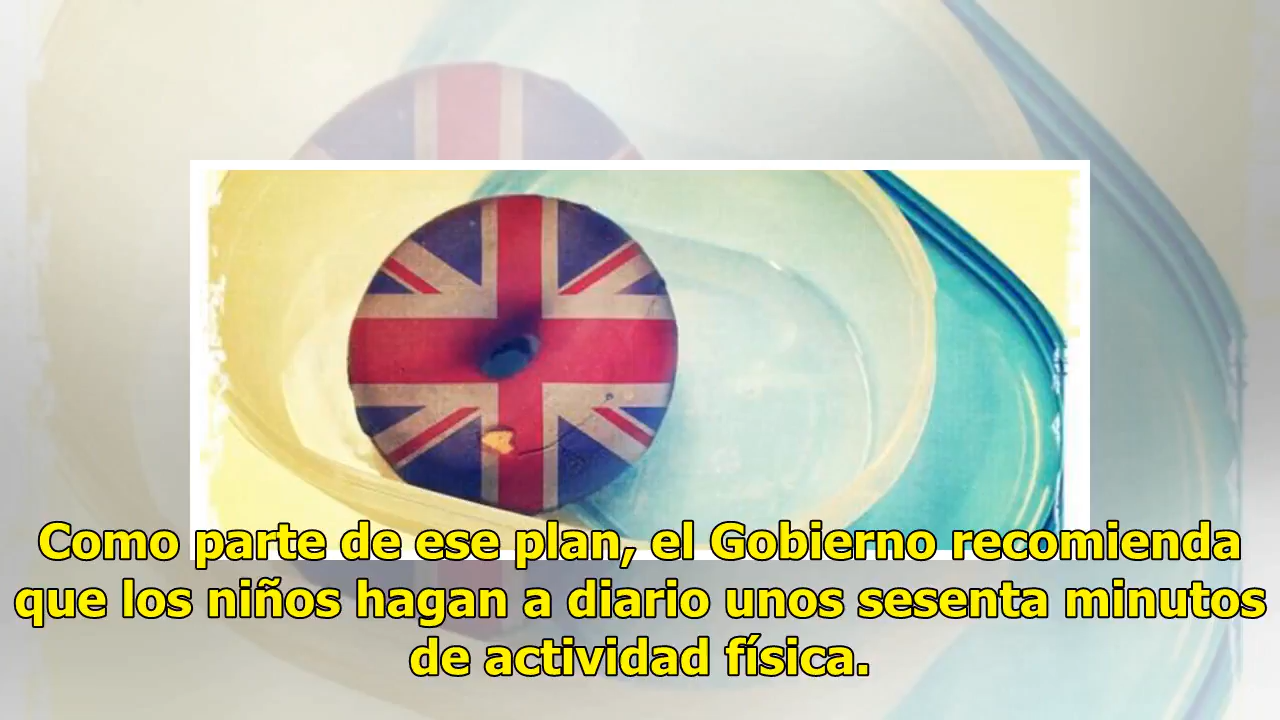 Como parte de ese plan, el Gobierno recomienda
que los niños hagan a diario unos sesenta minutos
de actividad física.